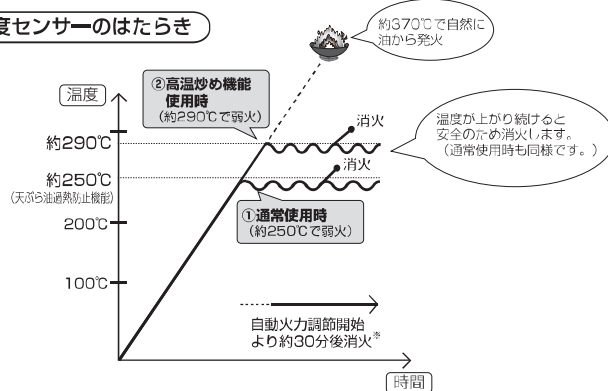 度センサーのはたらき
約370℃で自然に
油から発火
②高温炒め機能
使用時
(約290℃で弱火)
温度
消火
温度が上がり続けると
安全のため消火します。
(通常使用時も同様です。)
約290℃
消火
約250℃
(天ぷら油過熱防止機能)
①通常使用時
(約250℃で弱火)
200℃
100℃
自動火力調節開始
より約30分後消火※
時間